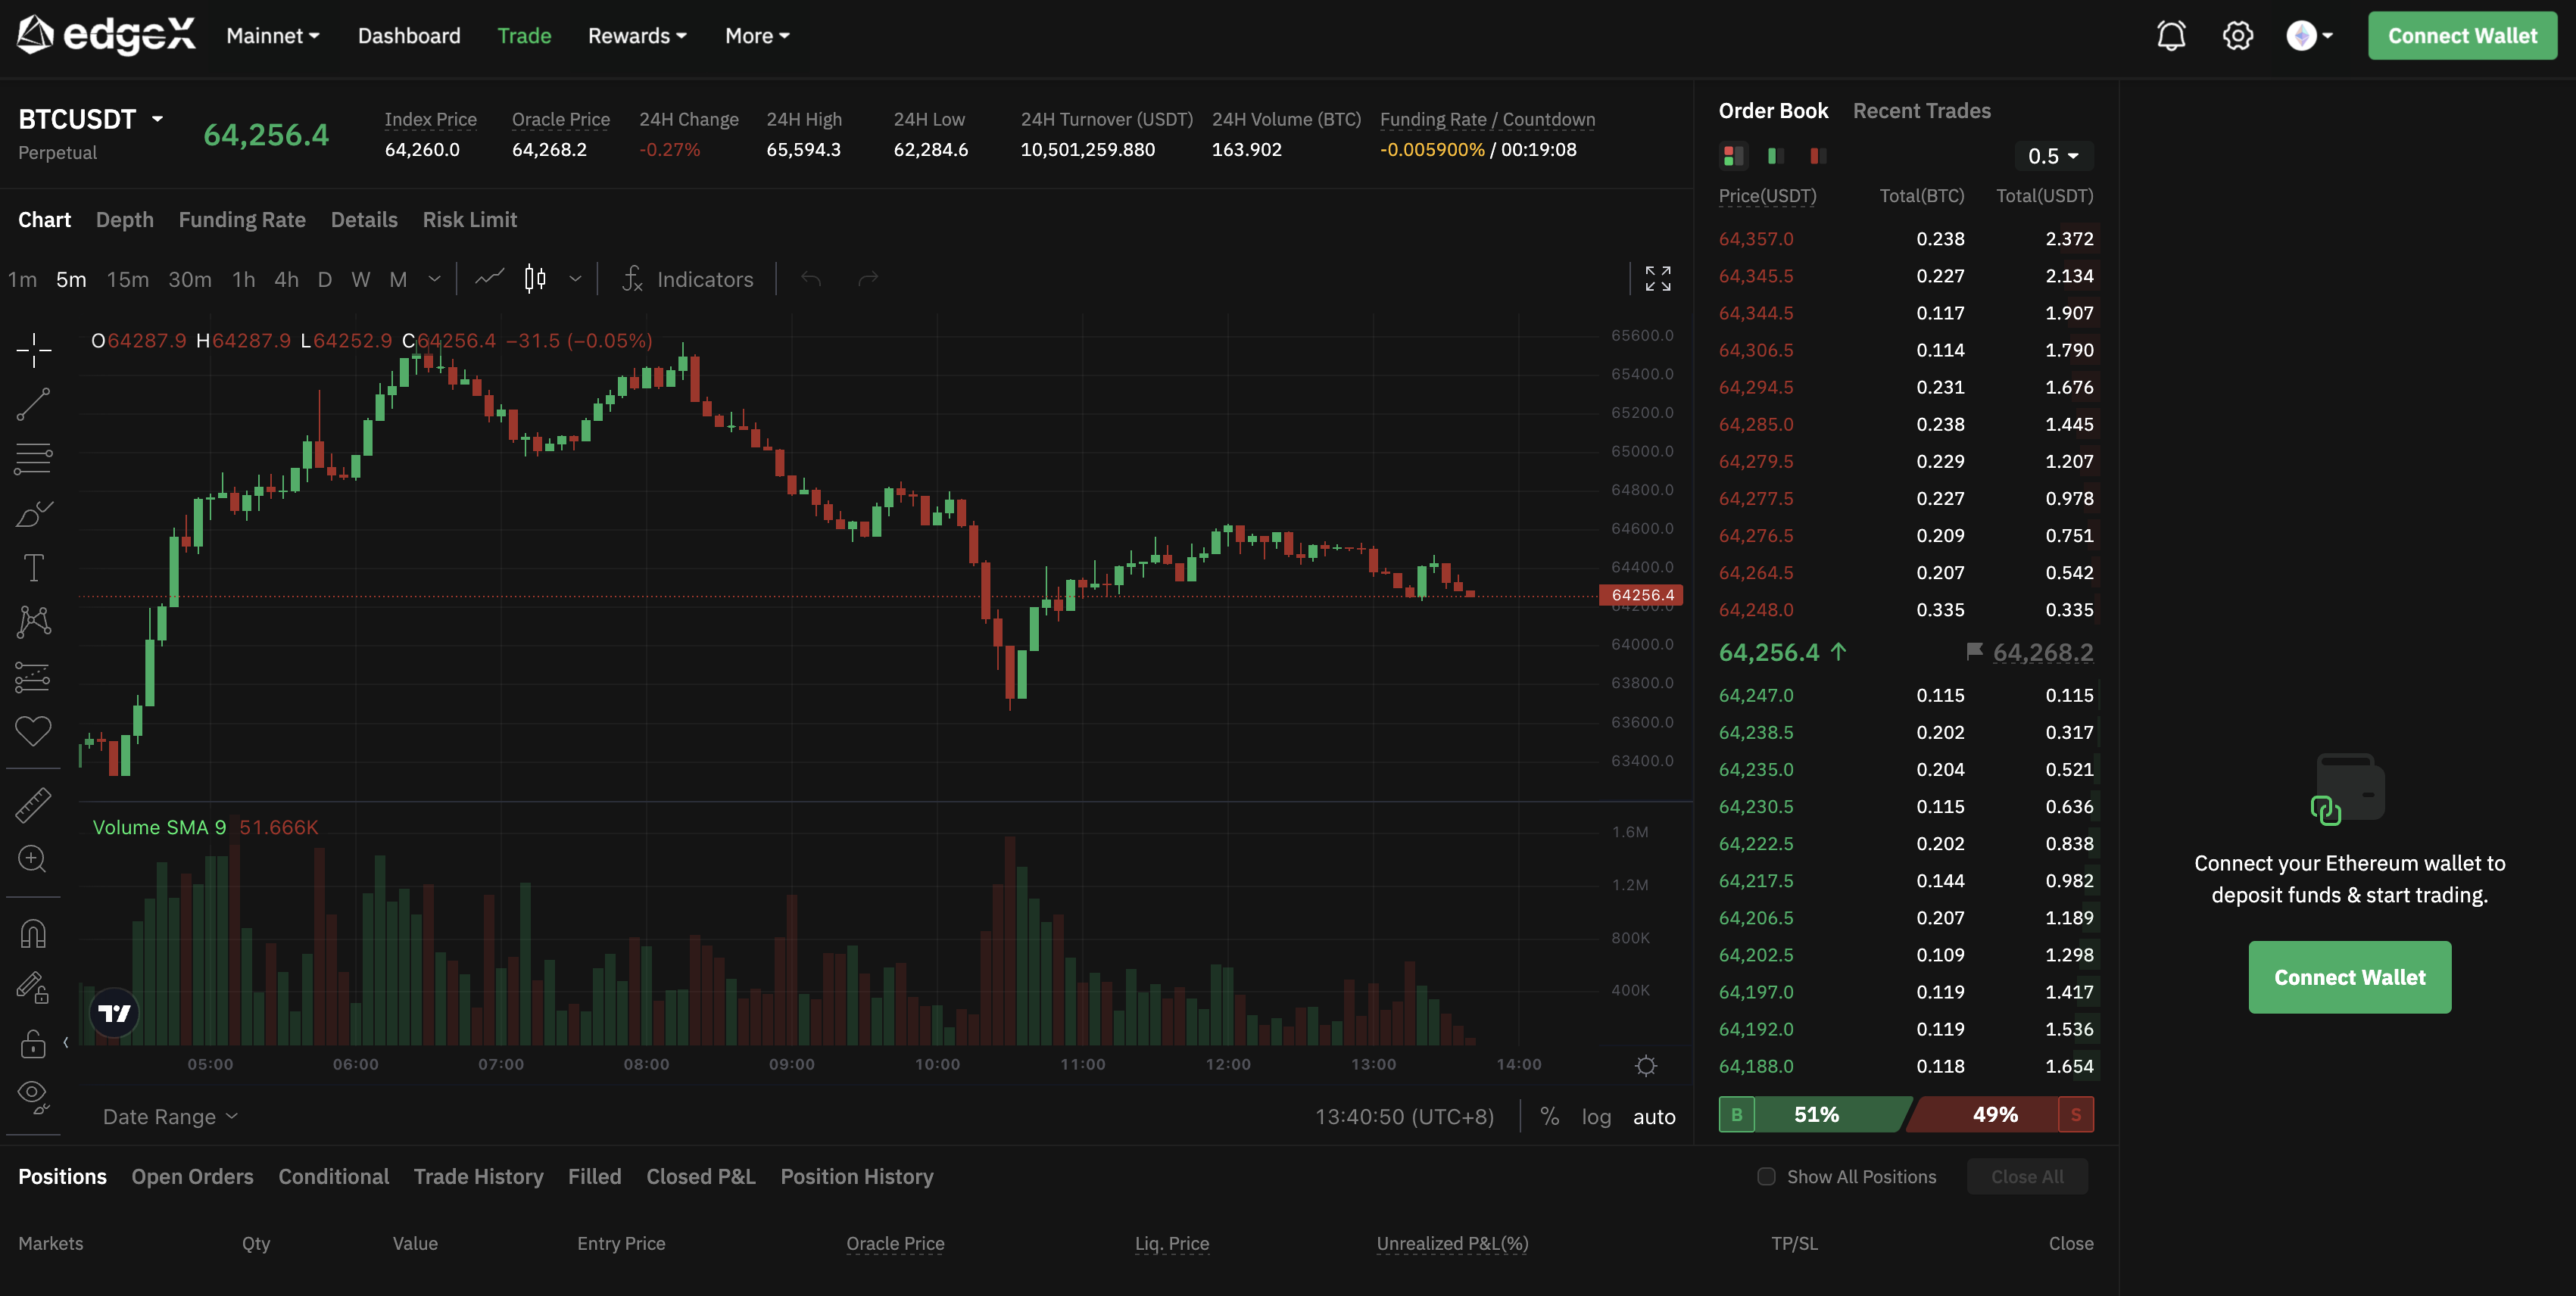 edgeX Mainnet Dashboard Trade Rewards More Connect Wallet
BTCUSDT
Perpetual
64,256.4
Index Price Oracle Price 24H Change 24H High 24H Low 24H Turnover (USDT) 24H Volume (BTC) Funding Rate / Countdown
64,260.0 64,268.2 -0.27% 65,594.3 62,284.6 10,501,259.880 163.902 -0.005900% / 00:19:08
Chart Depth Funding Rate Details Risk Limit
1m 5m 15m 30m 1h 4h D W M Indicators
O64287.9 H64287.9 L64252.9 C64256.4 −31.5 (−0.05%)
65600.0
65400.0
65200.0
65000.0
64800.0
64600.0
64400.0
64256.4
64200.0
64000.0
63800.0
63600.0
63400.0
Volume SMA 9 51.666K
1.6M
1.2M
800K
400K
05:00 06:00 07:00 08:00 09:00 10:00 11:00 12:00 13:00 14:00
Date Range 13:40:50 (UTC+8) % log auto
Order Book Recent Trades
0.5
Price(USDT) Total(BTC) Total(USDT)
64,357.0 0.238 2.372
64,345.5 0.227 2.134
64,344.5 0.117 1.907
64,306.5 0.114 1.790
64,294.5 0.231 1.676
64,285.0 0.238 1.445
64,279.5 0.229 1.207
64,277.5 0.227 0.978
64,276.5 0.209 0.751
64,264.5 0.207 0.542
64,248.0 0.335 0.335
64,256.4 ↑ 64,268.2
64,247.0 0.115 0.115
64,238.5 0.202 0.317
64,235.0 0.204 0.521
64,230.5 0.115 0.636
64,222.5 0.202 0.838
64,217.5 0.144 0.982
64,206.5 0.207 1.189
64,202.5 0.109 1.298
64,197.0 0.119 1.417
64,192.0 0.119 1.536
64,188.0 0.118 1.654
B 51% 49% S
Connect your Ethereum wallet to
deposit funds & start trading.
Connect Wallet
Positions Open Orders Conditional Trade History Filled Closed P&L Position History Show All Positions Close All
Markets Qty Value Entry Price Oracle Price Liq. Price Unrealized P&L(%) TP/SL Close